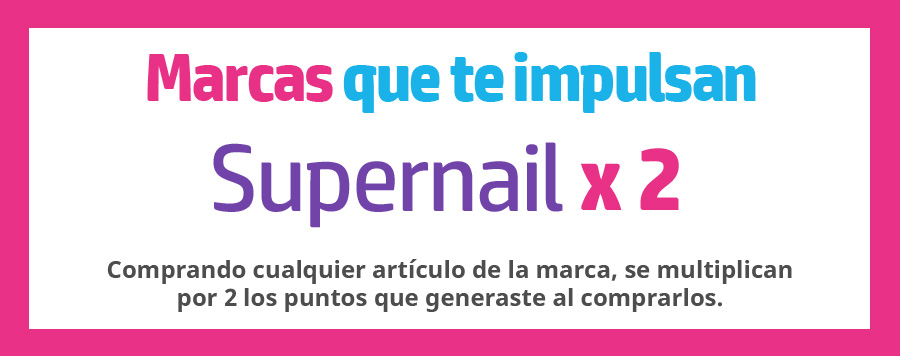 Marcas que te impulsan
Supernail x 2
Comprando cualquier artículo de la marca, se multiplican
por 2 los puntos que generaste al comprarlos.